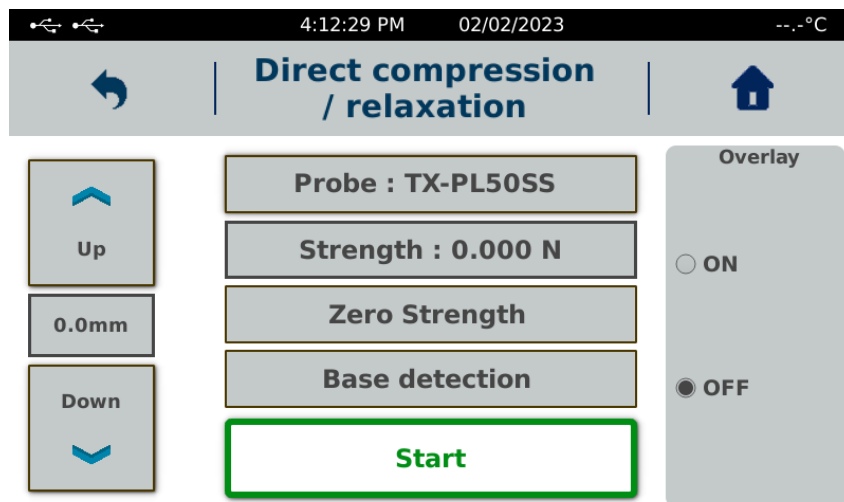 4:12:29 PM 02/02/2023 --.-°C
Direct compression
/ relaxation
Overlay
Probe : TX-PL50SS
Up
Strength : 0.000 N
ON
0.0mm
Zero Strength
Down
Base detection
OFF
Start